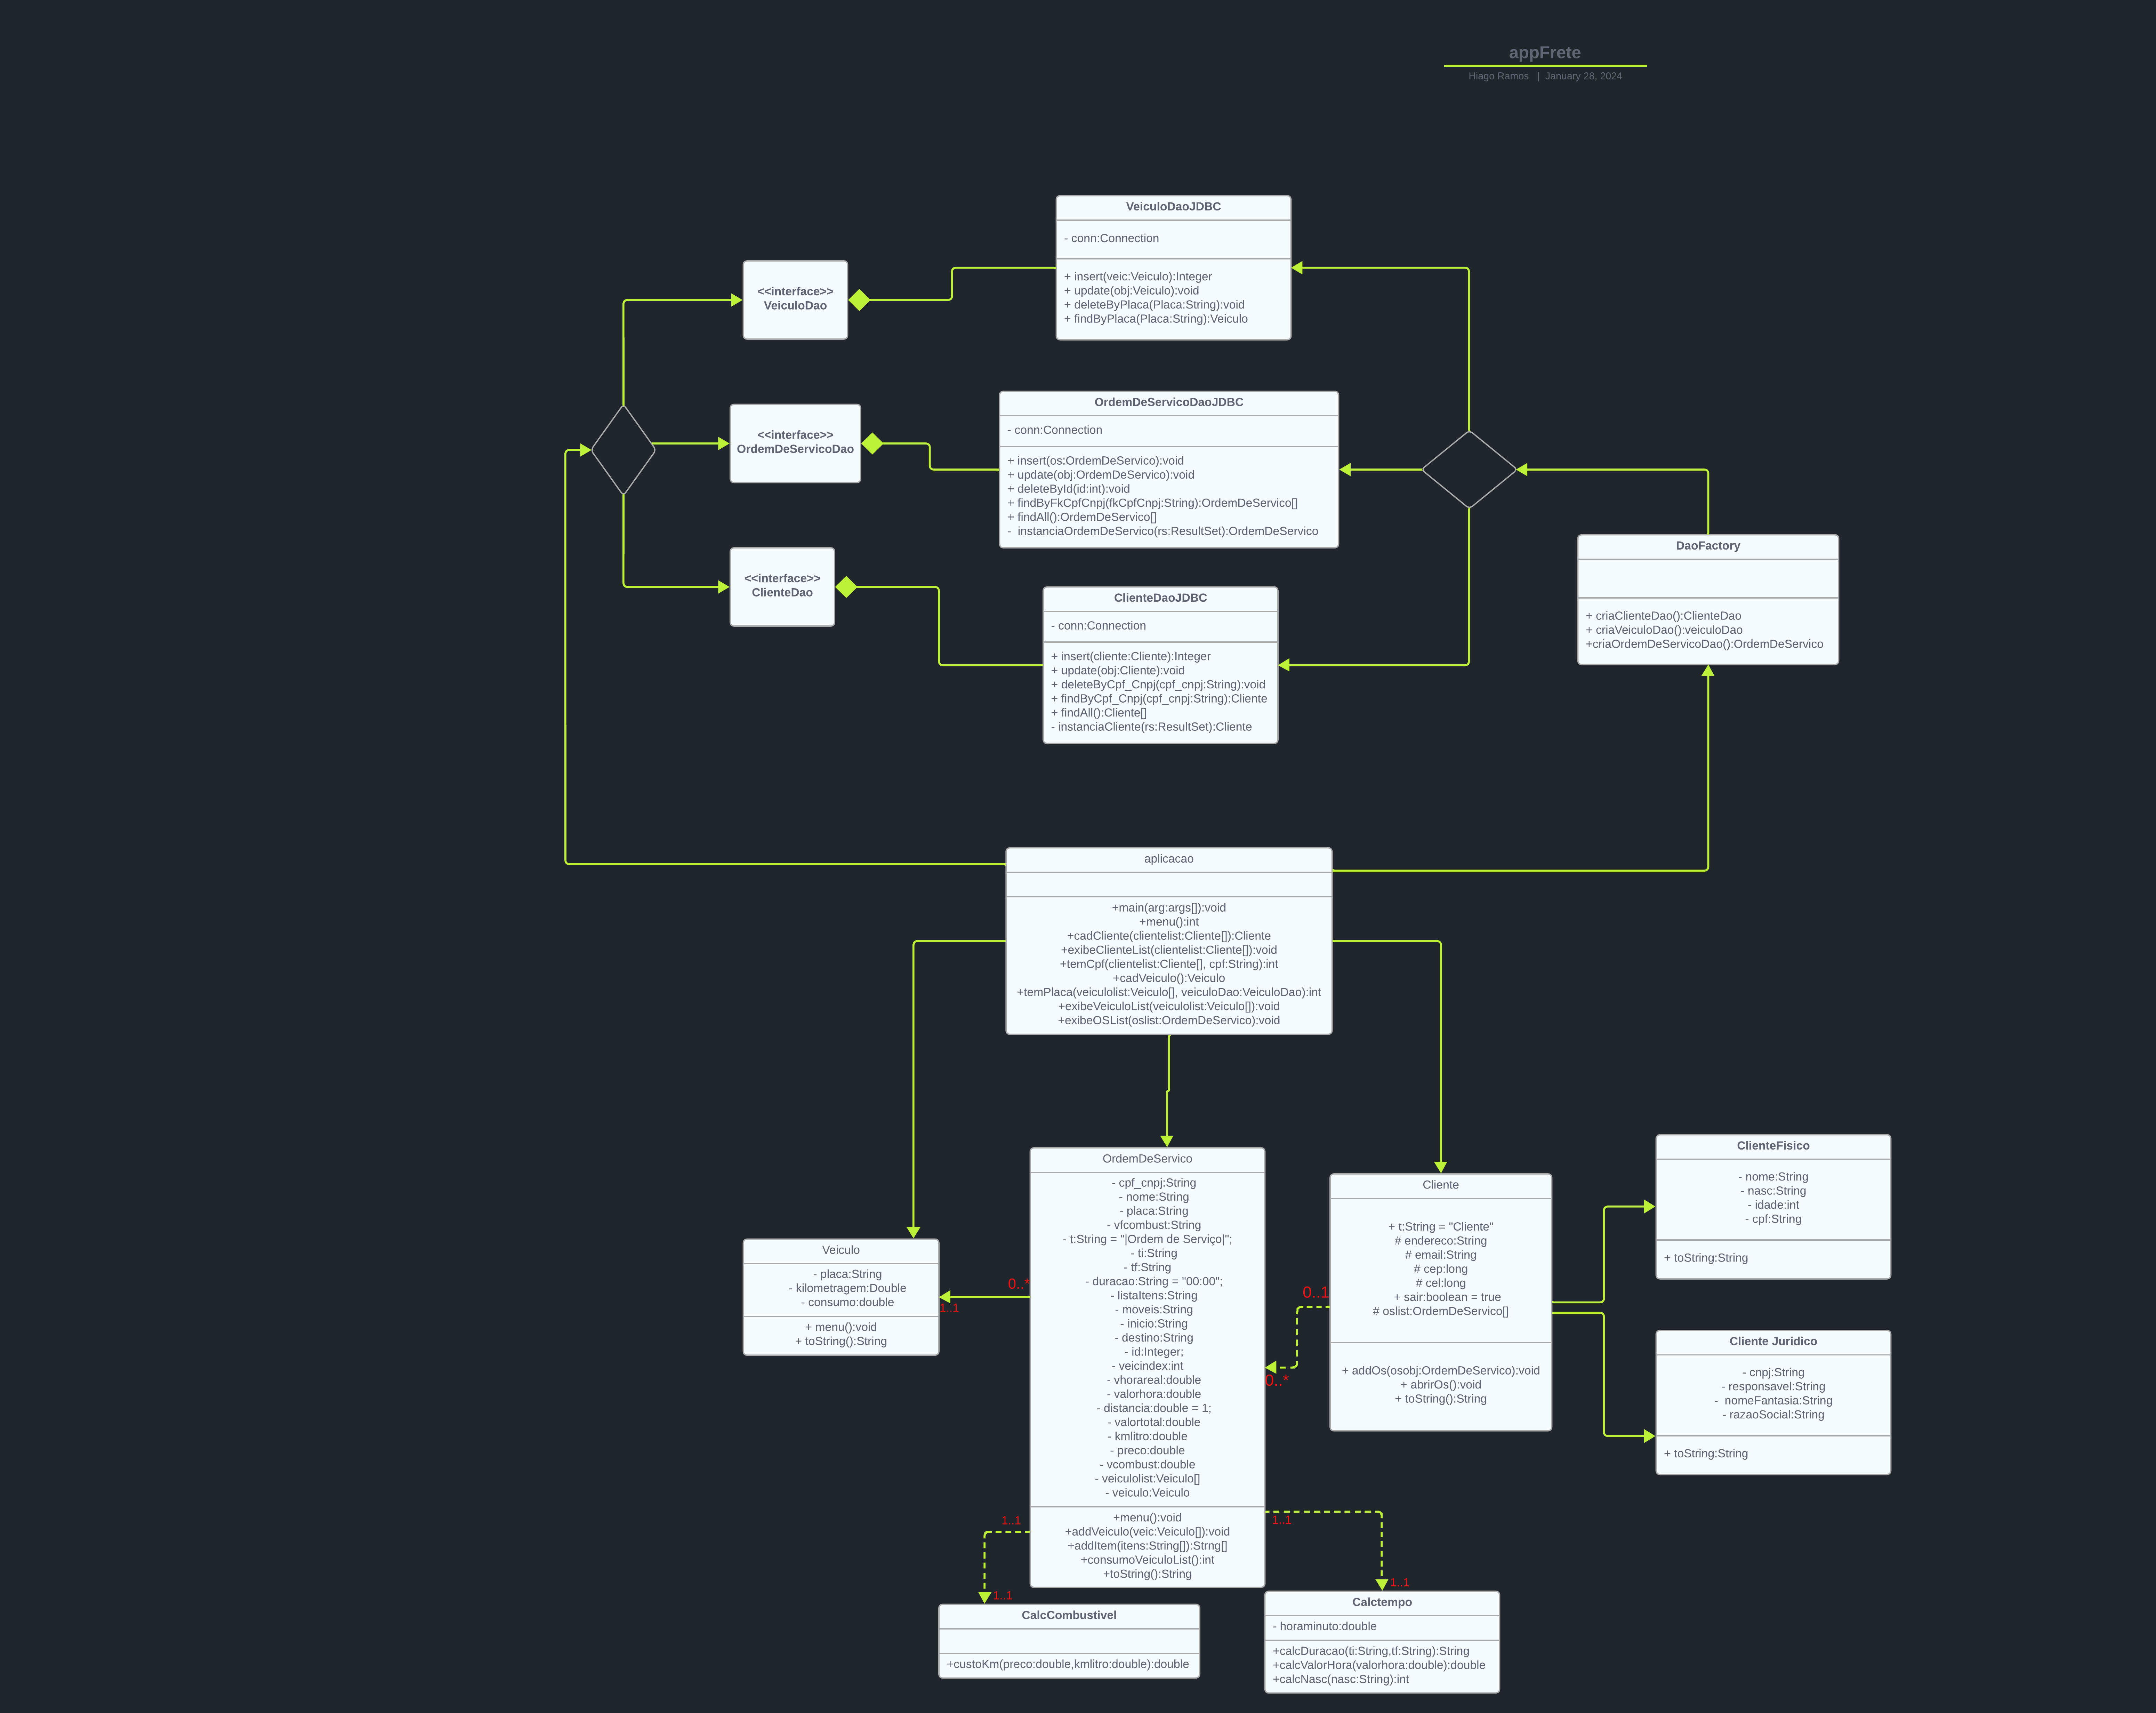 appFrete
Hiago Ramos | January 28, 2024
VeiculoDaoJDBC
- conn:Connection
+ insert(veic:Veiculo):Integer
+ update(obj:Veiculo):void
+ deleteByPlaca(Placa:String):void
+ findByPlaca(Placa:String):Veiculo
<<interface>>
VeiculoDao
<<interface>>
OrdemDeServicoDao
OrdemDeServicoDaoJDBC
- conn:Connection
+ insert(os:OrdemDeServico):void
+ update(obj:OrdemDeServico):void
+ deleteById(id:int):void
+ findByFkCpfCnpj(fkCpfCnpj:String):OrdemDeServico[]
+ findAll():OrdemDeServico[]
- instanciaOrdemDeServico(rs:ResultSet):OrdemDeServico
<<interface>>
ClienteDao
ClienteDaoJDBC
- conn:Connection
+ insert(cliente:Cliente):Integer
+ update(obj:Cliente):void
+ deleteByCpf_Cnpj(cpf_cnpj:String):void
+ findByCpf_Cnpj(cpf_cnpj:String):Cliente
+ findAll():Cliente[]
- instanciaCliente(rs:ResultSet):Cliente
DaoFactory
+ criaClienteDao():ClienteDao
+ criaVeiculoDao():veiculoDao
+criaOrdemDeServicoDao():OrdemDeServico
aplicacao
+main(arg:args[]):void
+menu():int
+cadCliente(clientelist:Cliente[]):Cliente
+exibeClienteList(clientelist:Cliente[]):void
+temCpf(clientelist:Cliente[], cpf:String):int
+cadVeiculo():Veiculo
+temPlaca(veiculolist:Veiculo[], veiculoDao:VeiculoDao):int
+exibeVeiculoList(veiculolist:Veiculo[]):void
+exibeOSList(oslist:OrdemDeServico):void
Veiculo
- placa:String
- kilometragem:Double
- consumo:double
+ menu():void
+ toString():String
0..*
1..1
OrdemDeServico
- cpf_cnpj:String
- nome:String
- placa:String
- vfcombust:String
- t:String = "|Ordem de Serviço|";
- ti:String
- tf:String
- duracao:String = "00:00";
- listaItens:String
- moveis:String
- inicio:String
- destino:String
- id:Integer;
- veicindex:int
- vhorareal:double
- valorhora:double
- distancia:double = 1;
- valortotal:double
- kmlitro:double
- preco:double
- vcombust:double
- veiculolist:Veiculo[]
- veiculo:Veiculo
+menu():void
+addVeiculo(veic:Veiculo[]):void
+addItem(itens:String[]):Strng[]
+consumoVeiculoList():int
+toString():String
0..1
0..*
Cliente
+ t:String = "Cliente"
# endereco:String
# email:String
# cep:long
# cel:long
+ sair:boolean = true
# oslist:OrdemDeServico[]
+ addOs(osobj:OrdemDeServico):void
+ abrirOs():void
+ toString():String
ClienteFisico
- nome:String
- nasc:String
- idade:int
- cpf:String
+ toString:String
Cliente Juridico
- cnpj:String
- responsavel:String
- nomeFantasia:String
- razaoSocial:String
+ toString:String
1..1
1..1
1..1
1..1
CalcCombustivel
+custoKm(preco:double,kmlitro:double):double
Calctempo
- horaminuto:double
+calcDuracao(ti:String,tf:String):String
+calcValorHora(valorhora:double):double
+calcNasc(nasc:String):int